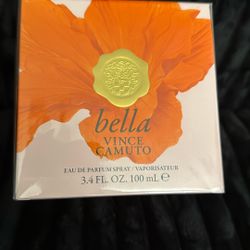 bella
VINCE
CAMUTO
EAU DE PARFUM SPRAY / VAPORISATEUR
3.4 FL. OZ. 100 mL ℮